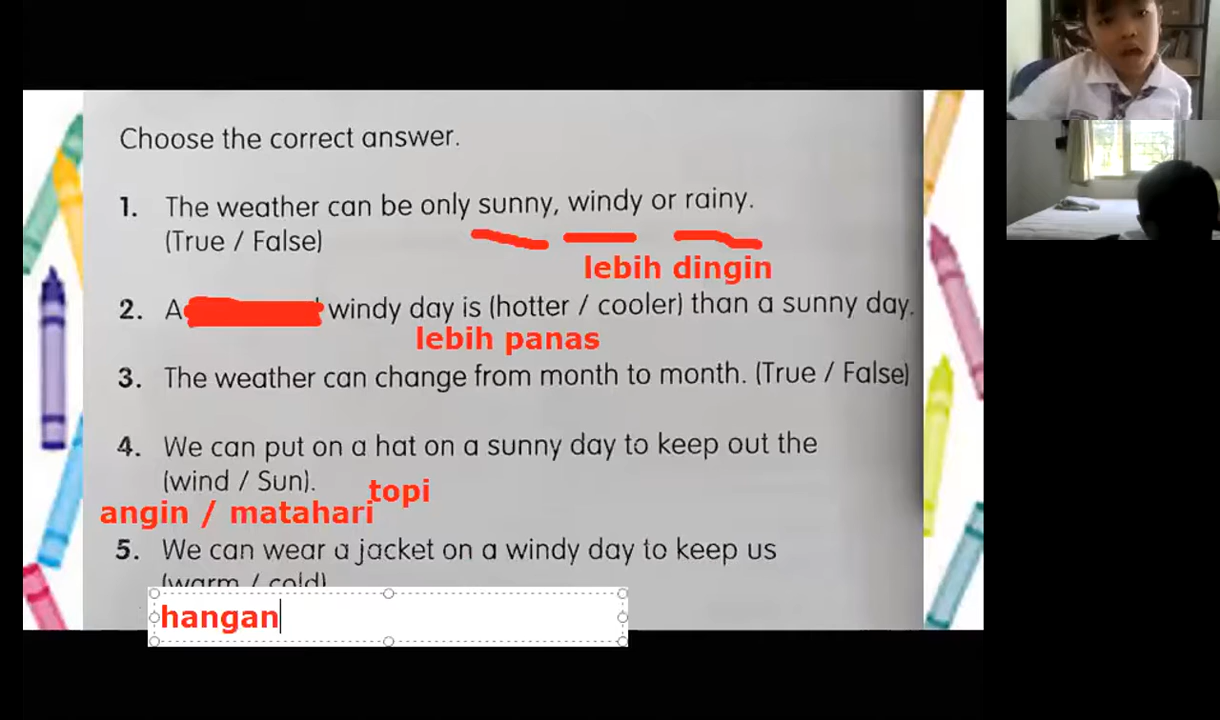 Choose the correct answer.
1. The weather can be only sunny, windy or rainy.
(True / False)
lebih dingin
2. A windy day is (hotter / cooler) than a sunny day.
lebih panas
3. The weather can change from month to month. (True / False)
4. We can put on a hat on a sunny day to keep out the
(wind / Sun).
topi
angin / matahari
5. We can wear a jacket on a windy day to keep us
(warm / cold)
hangan